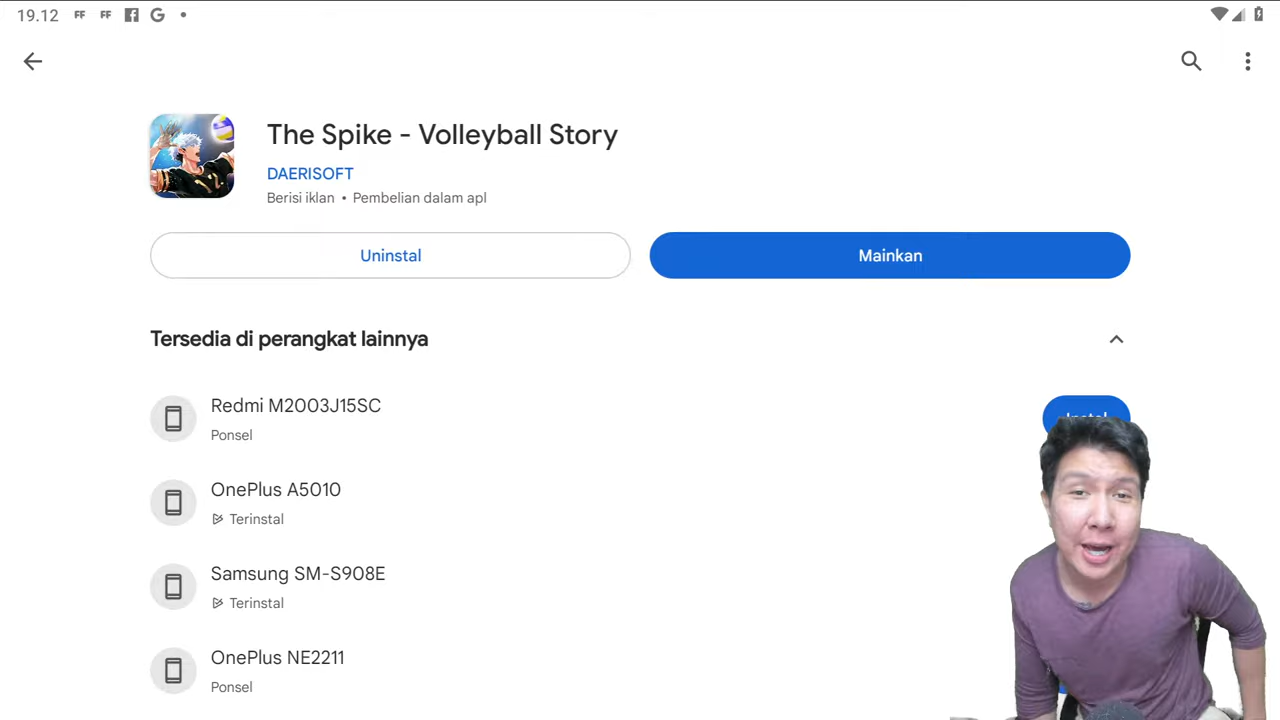 19.12
The Spike - Volleyball Story
DAERISOFT
Berisi iklan • Pembelian dalam apl
Uninstal
Mainkan
Tersedia di perangkat lainnya
Redmi M2003J15SC
Ponsel
Instal
OnePlus A5010
Terinstal
Samsung SM-S908E
Terinstal
OnePlus NE2211
Ponsel